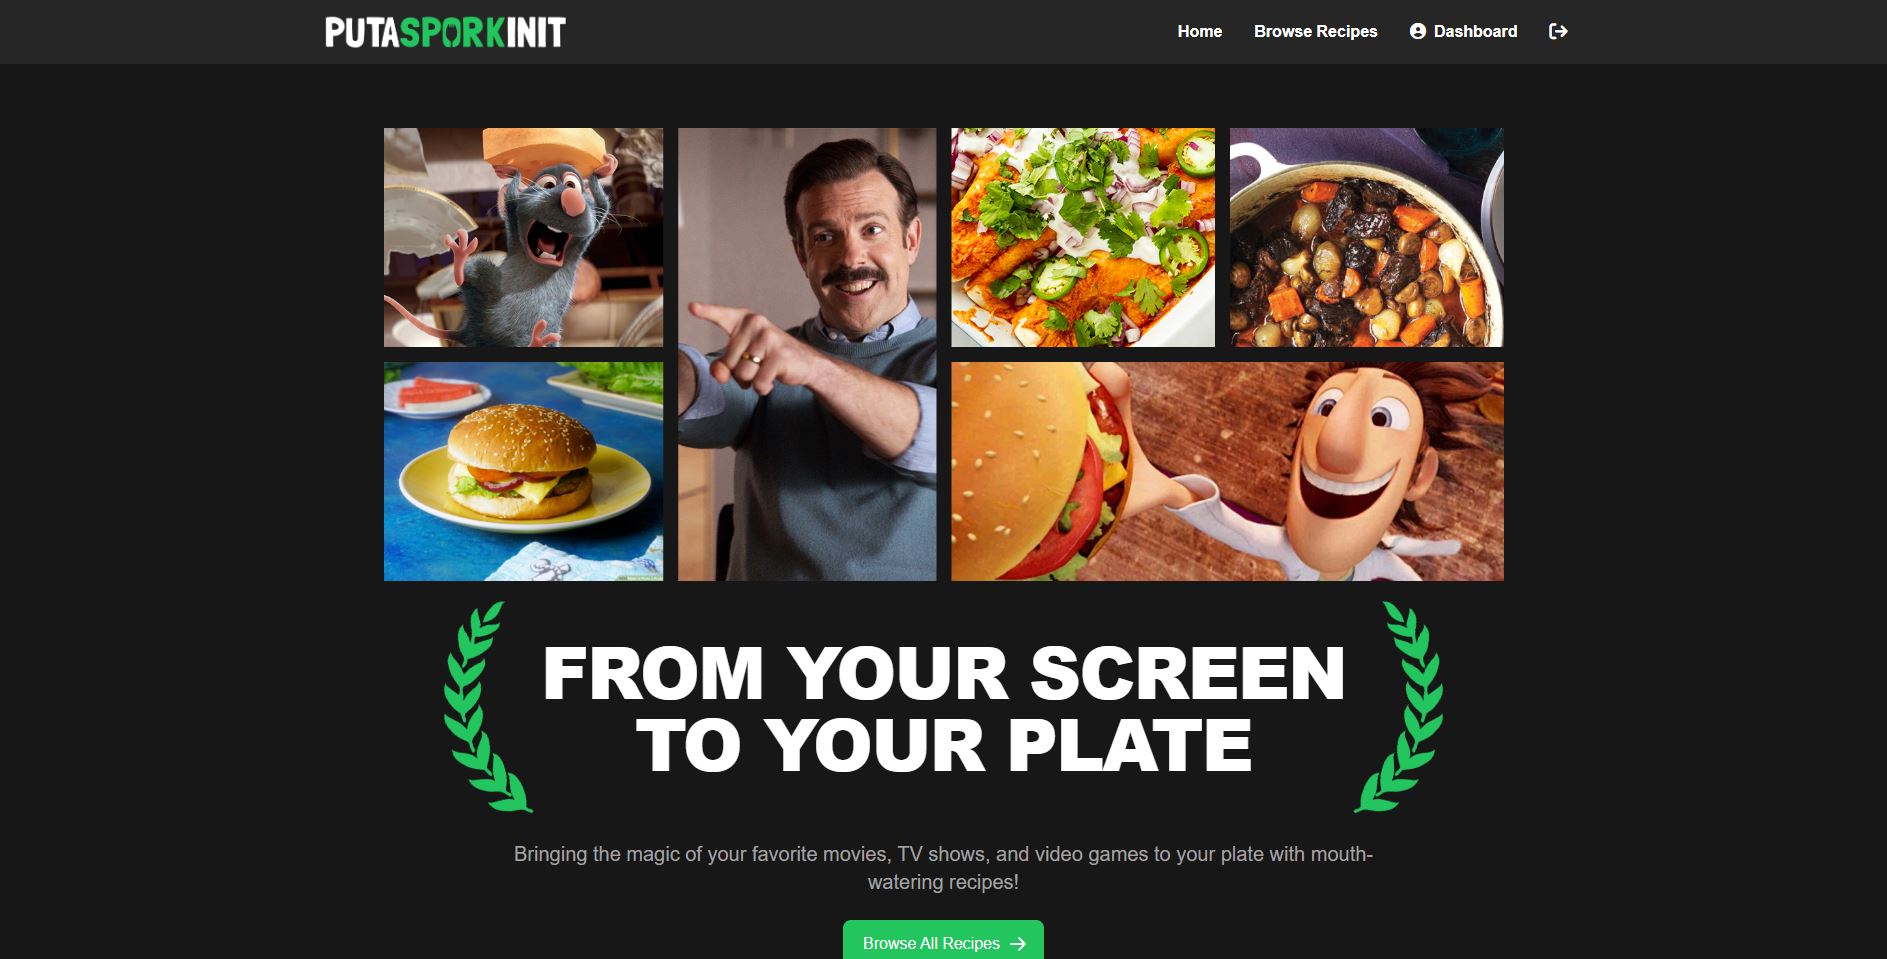 PUTASPORKINIT
Home
Browse Recipes
Dashboard
FROM YOUR SCREEN
TO YOUR PLATE
Bringing the magic of your favorite movies, TV shows, and video games to your plate with mouth-
watering recipes!
Browse All Recipes